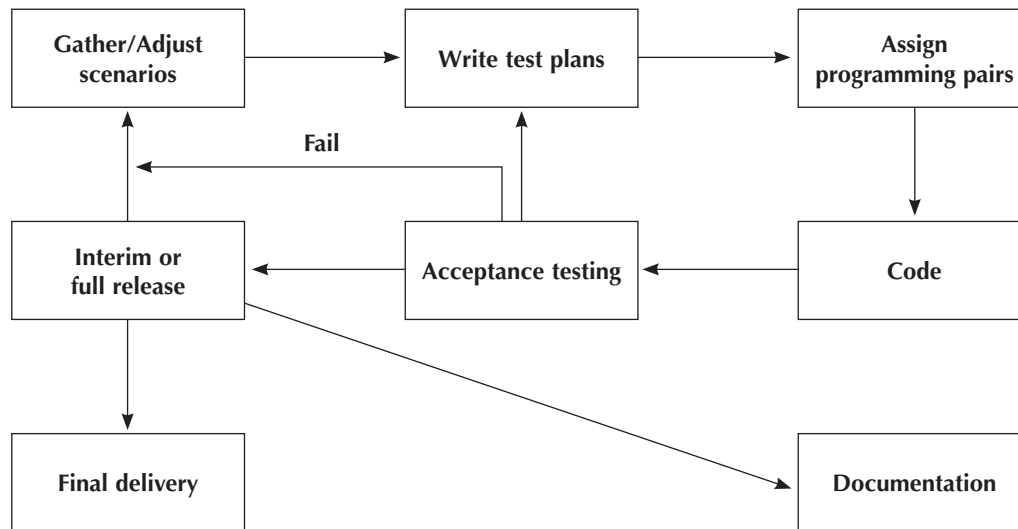 Gather/Adjust
scenarios
Write test plans
Assign
programming pairs
Fail
Interim or
full release
Acceptance testing
Code
Final delivery
Documentation